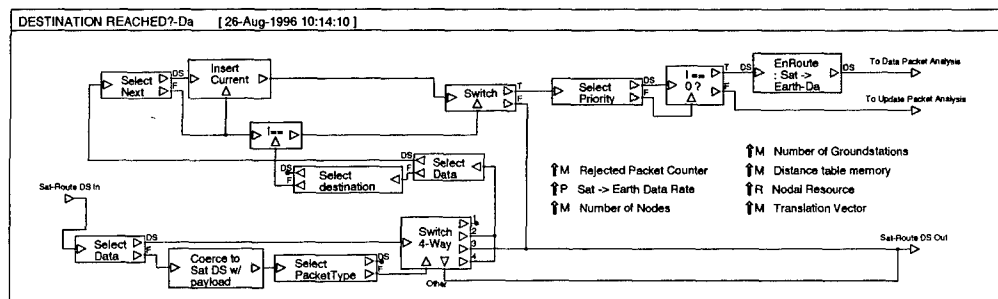 DESTINATION REACHED?-Da [ 26-Aug-1996 10:14:10 ]
Select Next
DS
F
Insert Current
Switch
T
F
Select Priority
DS
F
I == 0 ?
T
F
DS
EnRoute : Sat -> Earth-Da
DS
To Data Packet Analysis
To Update Packet Analysis
I==
DS
F
Select destination
DS
F
Select Data
⇑M Rejected Packet Counter
⇑P Sat -> Earth Data Rate
⇑M Number of Nodes
⇑M Number of Groundstations
⇑M Distance table memory
⇑R Nodal Resource
⇑M Translation Vector
Sat-Route DS In
Select Data
DS
F
Coerce to Sat DS w/ payload
Select PacketType
DS
F
Switch 4-Way
1
2
3
4
Other
Sat-Route DS Out